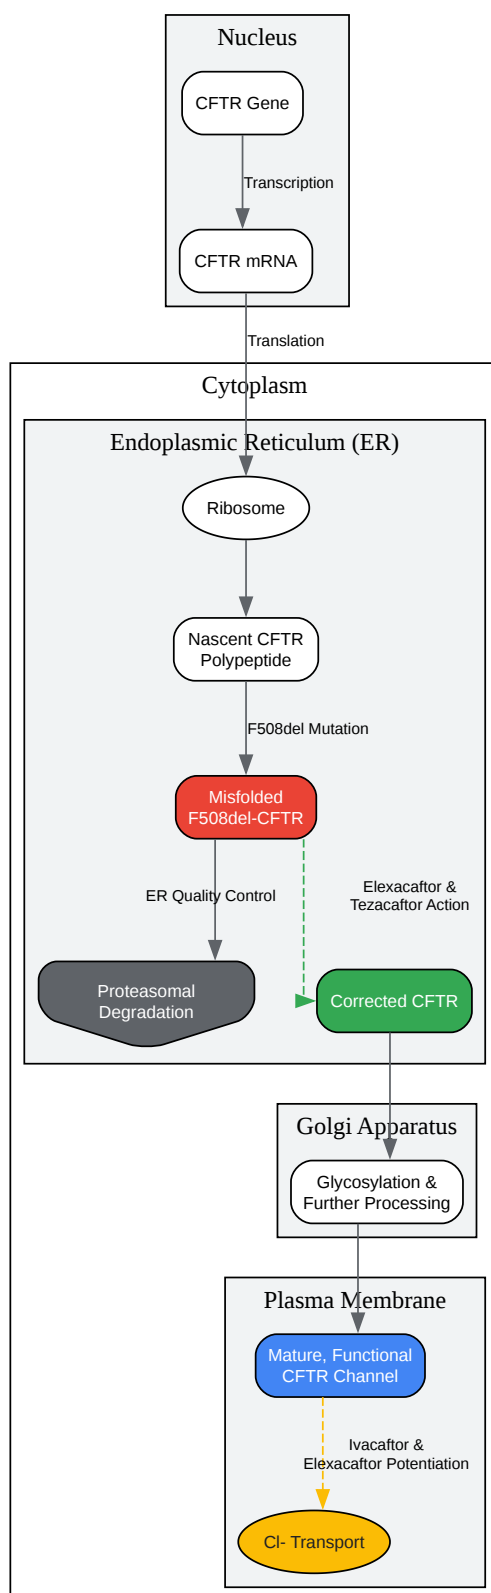 Nucleus
CFTR Gene
Transcription
CFTR mRNA
Translation
Cytoplasm
Endoplasmic Reticulum (ER)
Ribosome
Nascent CFTR
Polypeptide
F508del Mutation
Misfolded
F508del-CFTR
ER Quality Control
Elexacaftor &
Tezacaftor Action
Proteasomal
Degradation
Corrected CFTR
Golgi Apparatus
Glycosylation &
Further Processing
Plasma Membrane
Mature, Functional
CFTR Channel
Ivacaftor &
Elexacaftor Potentiation
Cl- Transport